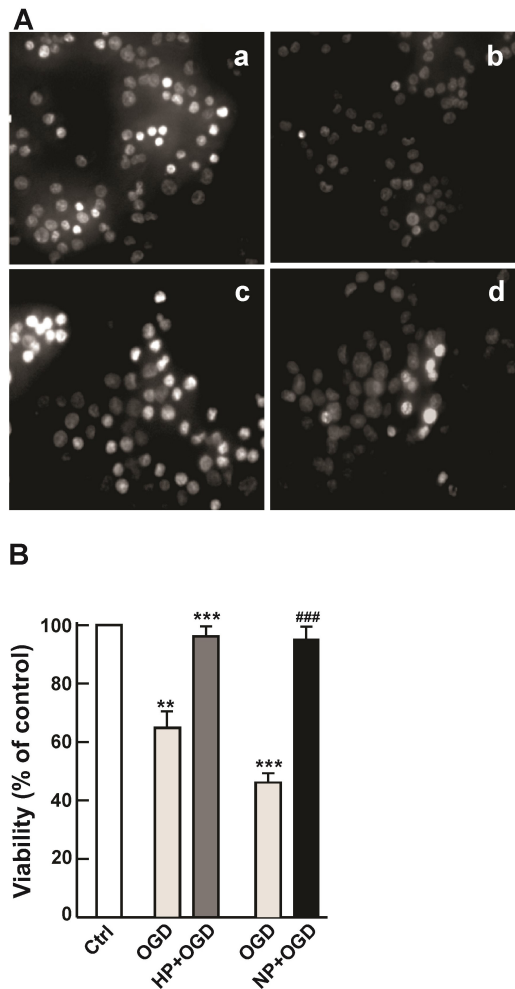 A
a
b
c
d
B
Viability (% of control)
100
80
60
40
20
0
**
***
***
###
Ctrl
OGD
HP+OGD
OGD
NP+OGD